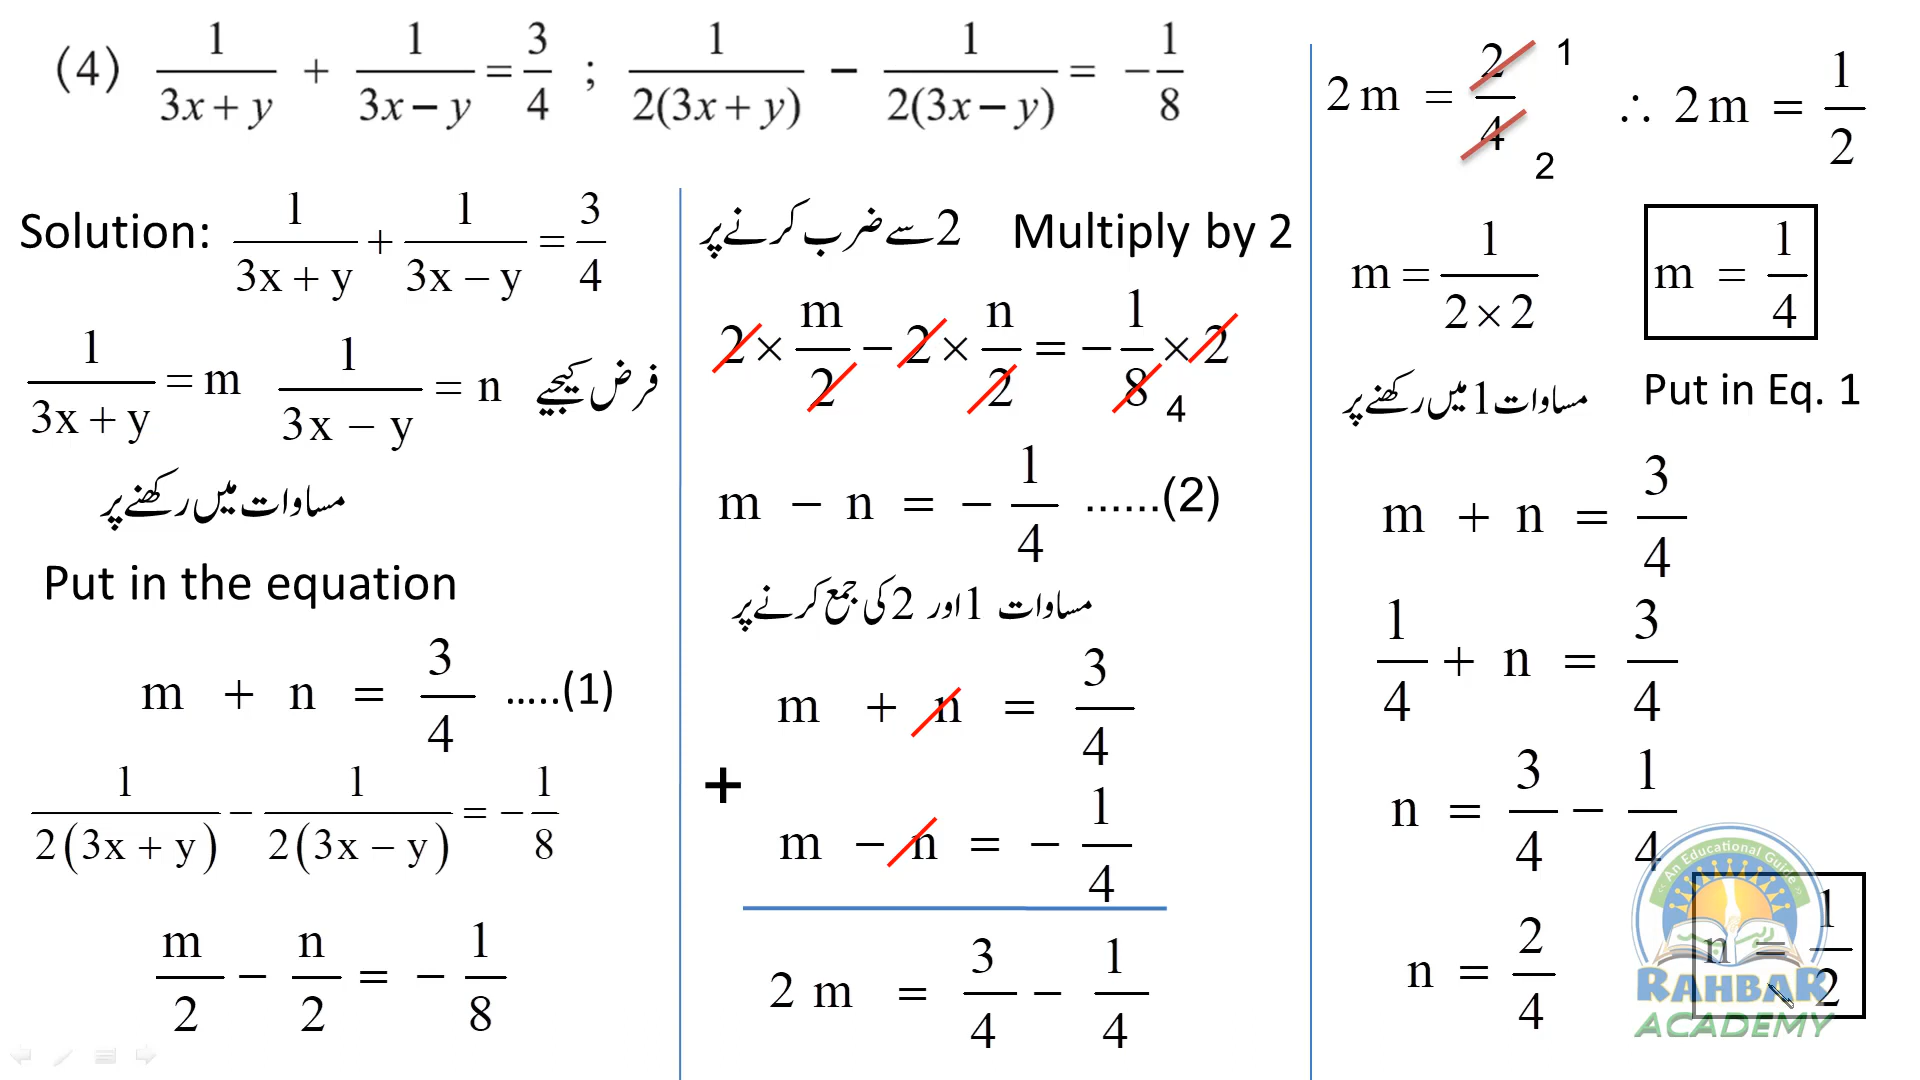 (4) 1/(3x + y) + 1/(3x − y) = 3/4 ; 1/(2(3x + y)) − 1/(2(3x − y)) = −1/8
Solution: 1/(3x + y) + 1/(3x − y) = 3/4
1/(3x + y) = m 1/(3x − y) = n فرض کیجیے
مساوات میں رکھنے پر
Put in the equation
m + n = 3/4 .....(1)
1/(2(3x + y)) − 1/(2(3x − y)) = −1/8
m/2 − n/2 = −1/8
2 سے ضرب کرنے پر Multiply by 2
2 × m/2 − 2 × n/2 = −1/8 × 2
4
m − n = −1/4 ......(2)
مساوات 1 اور 2 کی جمع کرنے پر
m + n = 3/4
+
m − n = −1/4
2 m = 3/4 − 1/4
2 m = 2/4 1 2 ∴ 2 m = 1/2
m = 1/(2 × 2) m = 1/4
مساوات 1 میں رکھنے پر Put in Eq. 1
m + n = 3/4
1/4 + n = 3/4
n = 3/4 − 1/4
n = 2/4 n = 1/2
<< An Educational Guide >>
RAHBAR
ACADEMY